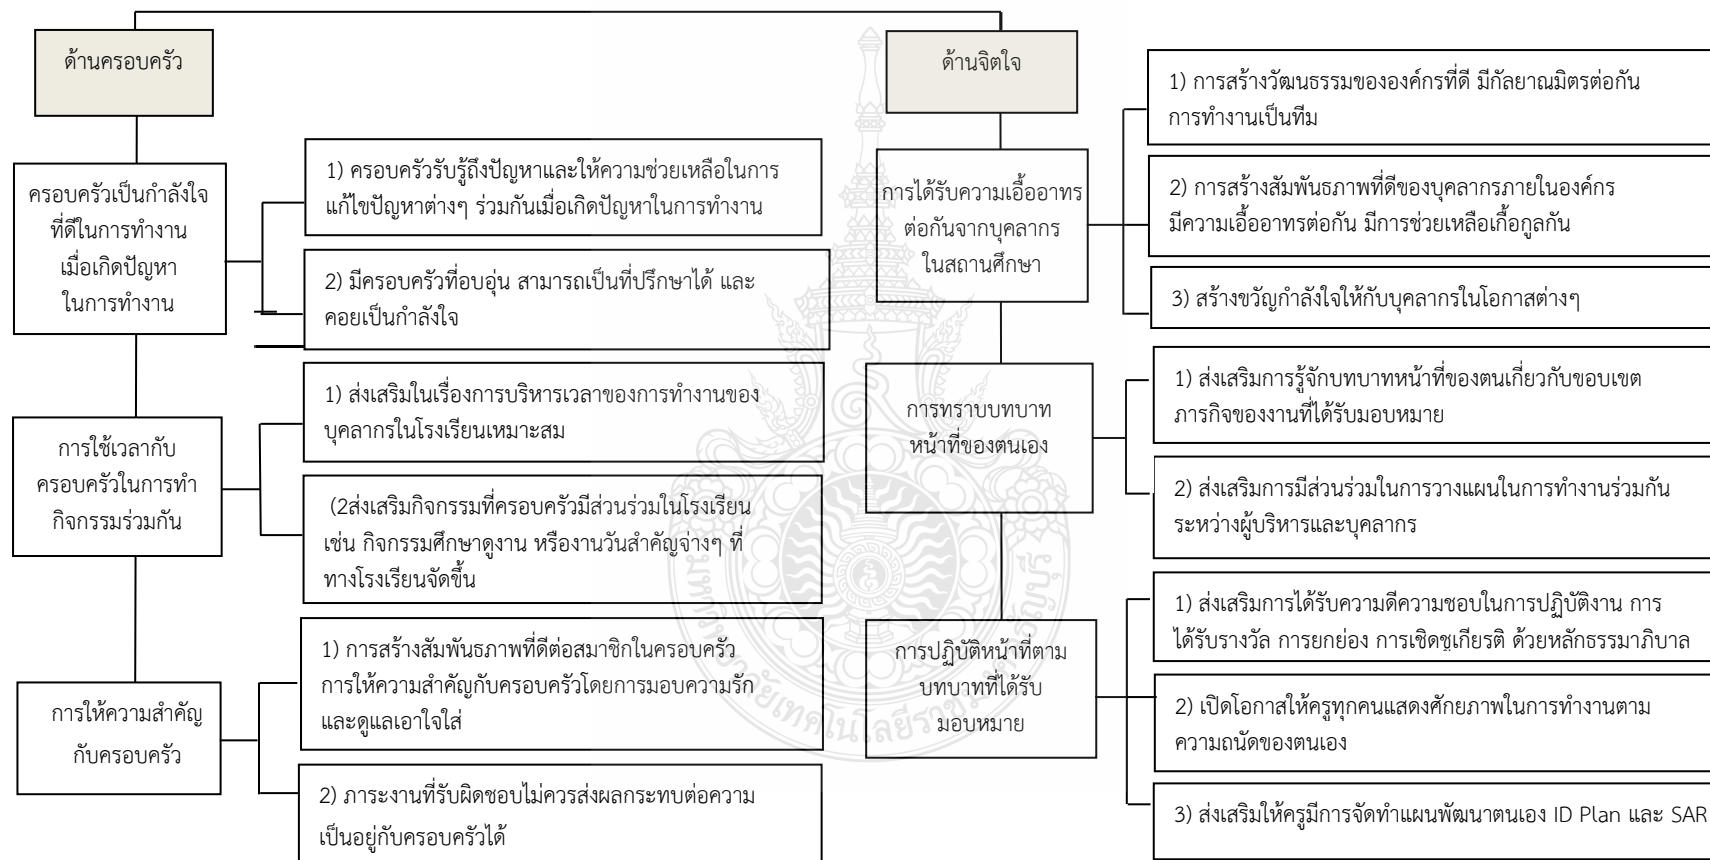 ด้านครอบครัว
ครอบครัวเป็นกำลังใจ
ที่ดีในการทำงาน
เมื่อเกิดปัญหา
ในการทำงาน
1) ครอบครัวรับรู้ถึงปัญหาและให้ความช่วยเหลือในการ
แก้ไขปัญหาต่างๆ ร่วมกันเมื่อเกิดปัญหาในการทำงาน
2) มีครอบครัวที่อบอุ่น สามารถเป็นที่ปรึกษาได้ และ
คอยเป็นกำลังใจ
การใช้เวลากับ
ครอบครัวในการทำ
กิจกรรมร่วมกัน
1) ส่งเสริมในเรื่องการบริหารเวลาของการทำงานของ
บุคลากรในโรงเรียนเหมาะสม
(2ส่งเสริมกิจกรรมที่ครอบครัวมีส่วนร่วมในโรงเรียน
เช่น กิจกรรมศึกษาดูงาน หรืองานวันสำคัญจ่างๆ ที่
ทางโรงเรียนจัดขึ้น
การให้ความสำคัญ
กับครอบครัว
1) การสร้างสัมพันธภาพที่ดีต่อสมาชิกในครอบครัว
การให้ความสำคัญกับครอบครัวโดยการมอบความรัก
และดูแลเอาใจใส่
2) ภาระงานที่รับผิดชอบไม่ควรส่งผลกระทบต่อความ
เป็นอยู่กับครอบครัวได้
ด้านจิตใจ
การได้รับความเอื้ออาทร
ต่อกันจากบุคลากร
ในสถานศึกษา
1) การสร้างวัฒนธรรมขององค์กรที่ดี มีกัลยาณมิตรต่อกัน
การทำงานเป็นทีม
2) การสร้างสัมพันธภาพที่ดีของบุคลากรภายในองค์กร
มีความเอื้ออาทรต่อกัน มีการช่วยเหลือเกื้อกูลกัน
3) สร้างขวัญกำลังใจให้กับบุคลากรในโอกาสต่างๆ
การทราบบทบาท
หน้าที่ของตนเอง
1) ส่งเสริมการรู้จักบทบาทหน้าที่ของตนเกี่ยวกับขอบเขต
ภารกิจของงานที่ได้รับมอบหมาย
2) ส่งเสริมการมีส่วนร่วมในการวางแผนในการทำงานร่วมกัน
ระหว่างผู้บริหารและบุคลากร
การปฏิบัติหน้าที่ตาม
บทบาทที่ได้รับ
มอบหมาย
1) ส่งเสริมการได้รับความดีความชอบในการปฏิบัติงาน การ
ได้รับรางวัล การยกย่อง การเชิดชูเกียรติ ด้วยหลักธรรมาภิบาล
2) เปิดโอกาสให้ครูทุกคนแสดงศักยภาพในการทำงานตาม
ความถนัดของตนเอง
3) ส่งเสริมให้ครูมีการจัดทำแผนพัฒนาตนเอง ID Plan และ SAR
มหาวิทยาลัยเทคโนโลยีราชมงคลธัญบุรี